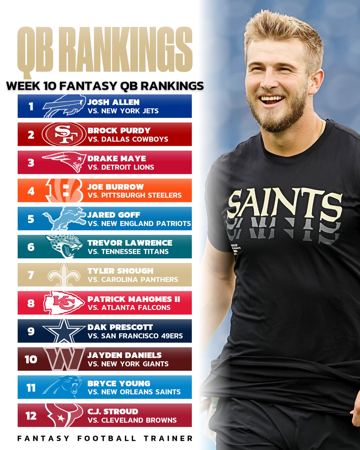 QB RANKINGS
WEEK 10 FANTASY QB RANKINGS
1 JOSH ALLEN
VS. NEW YORK JETS
2 BROCK PURDY
VS. DALLAS COWBOYS
3 DRAKE MAYE
VS. DETROIT LIONS
4 JOE BURROW
VS. PITTSBURGH STEELERS
5 JARED GOFF
VS. NEW ENGLAND PATRIOTS
6 TREVOR LAWRENCE
VS. TENNESSEE TITANS
7 TYLER SHOUGH
VS. CAROLINA PANTHERS
8 PATRICK MAHOMES II
VS. ATLANTA FALCONS
9 DAK PRESCOTT
VS. SAN FRANCISCO 49ERS
10 JAYDEN DANIELS
VS. NEW YORK GIANTS
11 BRYCE YOUNG
VS. NEW ORLEANS SAINTS
12 C.J. STROUD
VS. CLEVELAND BROWNS
FANTASY FOOTBALL TRAINER
SAINTS